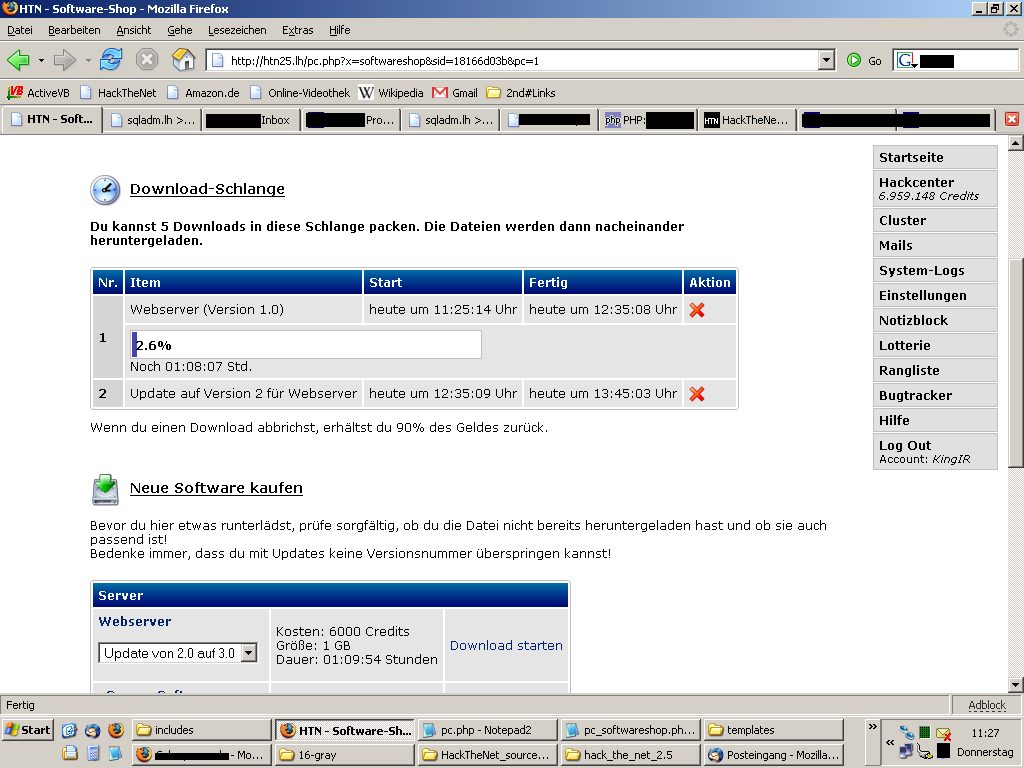 HTN - Software-Shop - Mozilla Firefox
Datei Bearbeiten Ansicht Gehe Lesezeichen Extras Hilfe
http://htn25.lh/pc.php?x=softwareshop&sid=18166d03b&pc=1 Go
ActiveVB HackTheNet Amazon.de Online-Videothek Wikipedia Gmail 2nd#Links
HTN - Soft... sqladm.lh >... Inbox Pro... sqladm.lh >... PHP: HackTheNe...
Startseite
Hackcenter
6.959.148 Credits
Cluster
Mails
System-Logs
Einstellungen
Notizblock
Lotterie
Rangliste
Bugtracker
Hilfe
Log Out
Account: KingIR
Download-Schlange
Du kannst 5 Downloads in diese Schlange packen. Die Dateien werden dann nacheinander
heruntergeladen.
Nr. Item Start Fertig Aktion
Webserver (Version 1.0) heute um 11:25:14 Uhr heute um 12:35:08 Uhr
1
2.6%
Noch 01:08:07 Std.
2 Update auf Version 2 für Webserver heute um 12:35:09 Uhr heute um 13:45:03 Uhr
Wenn du einen Download abbrichst, erhältst du 90% des Geldes zurück.
Neue Software kaufen
Bevor du hier etwas runterlädst, prüfe sorgfältig, ob du die Datei nicht bereits heruntergeladen hast und ob sie auch
passend ist!
Bedenke immer, dass du mit Updates keine Versionsnummer überspringen kannst!
Server
Webserver
Update von 2.0 auf 3.0
Kosten: 6000 Credits
Größe: 1 GB
Dauer: 01:09:54 Stunden
Download starten
Fertig Adblock
Start includes HTN - Software-Sh... pc.php - Notepad2 pc_softwareshop.ph... templates » « 11:27
- Mo... 16-gray HackTheNet_source... hack_the_net_2.5 Posteingang - Mozilla... Donnerstag